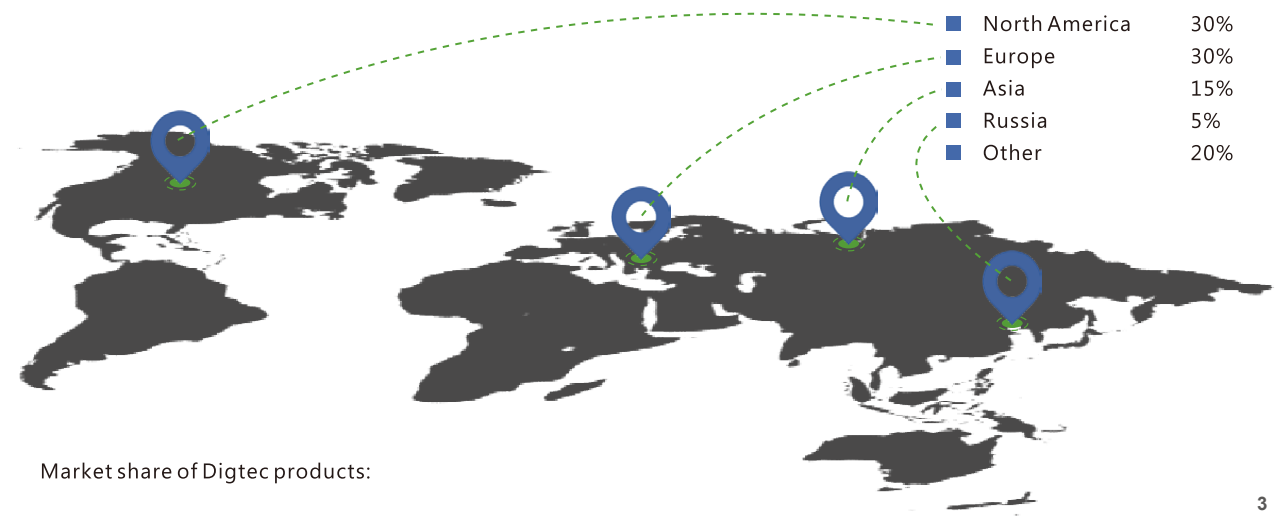 North America 30%
Europe 30%
Asia 15%
Russia 5%
Other 20%
Market share of Digtec products:
3